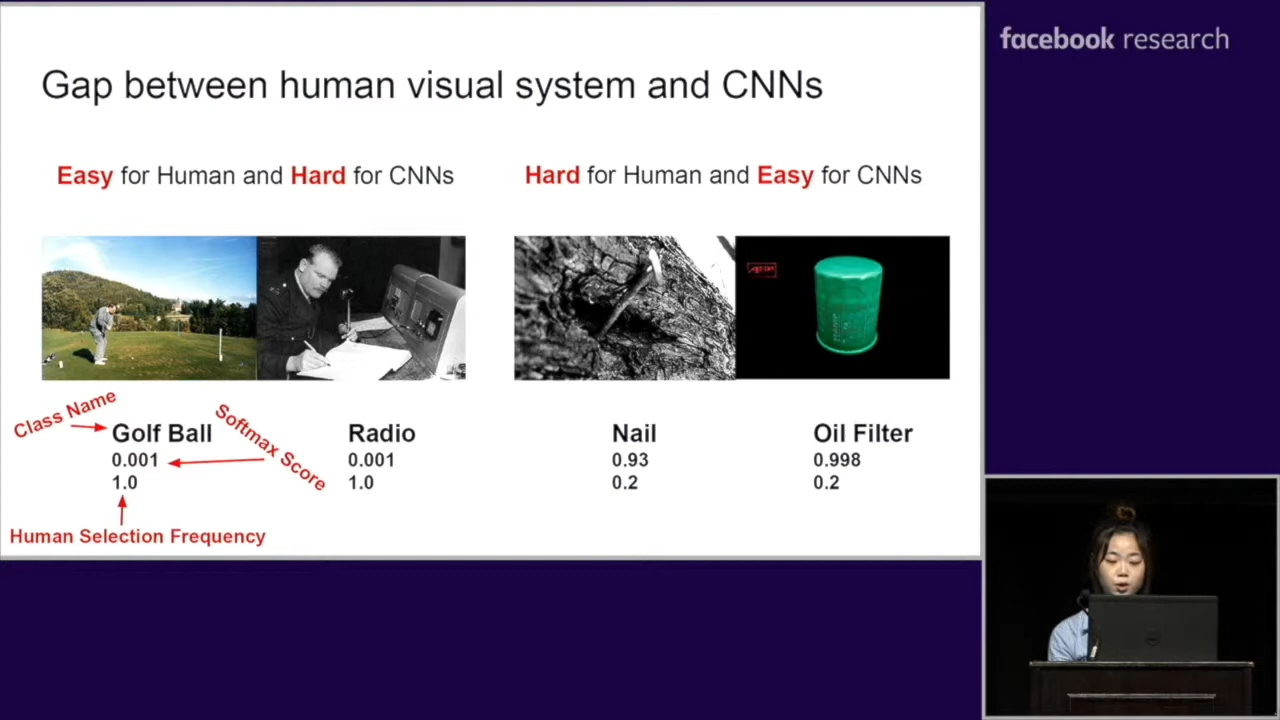 facebook research
Gap between human visual system and CNNs
Easy for Human and Hard for CNNs
Hard for Human and Easy for CNNs
Class Name
Softmax Score
Golf Ball
0.001
1.0
Radio
0.001
1.0
Nail
0.93
0.2
Oil Filter
0.998
0.2
Human Selection Frequency